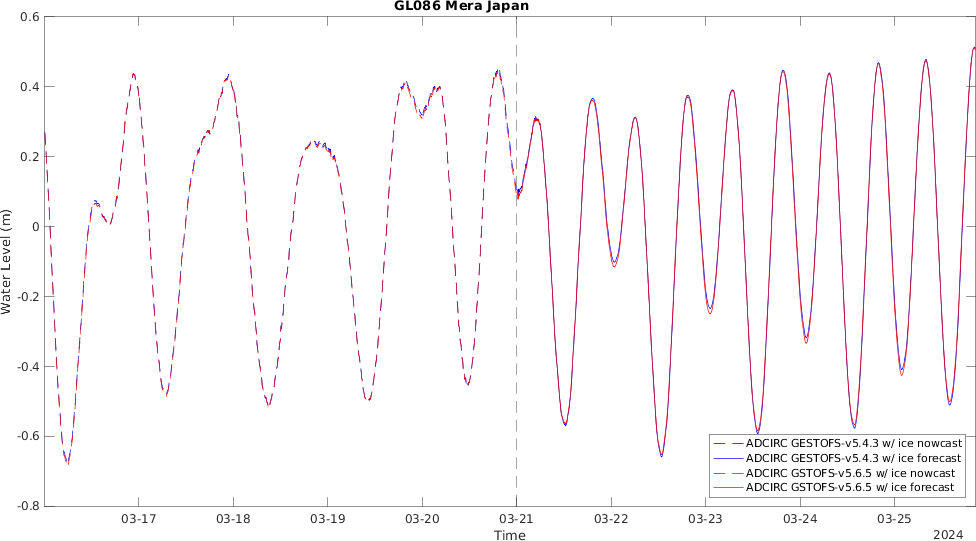 GL086 Mera Japan
0.6
0.4
0.2
0
-0.2
-0.4
-0.6
-0.8
Water Level (m)
ADCIRC GESTOFS-v5.4.3 w/ ice nowcast
ADCIRC GESTOFS-v5.4.3 w/ ice forecast
ADCIRC GSTOFS-v5.6.5 w/ ice nowcast
ADCIRC GSTOFS-v5.6.5 w/ ice forecast
03-17 03-18 03-19 03-20 03-21 03-22 03-23 03-24 03-25
Time
2024